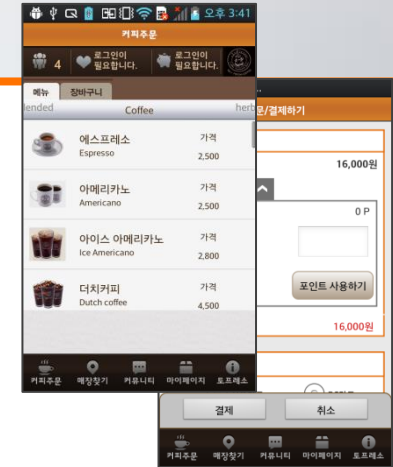 오후 3:41
커피주문
4
로그인이
필요합니다.
로그인이
필요합니다.
메뉴
장바구니
lended
Coffee
herb
에스프레소
가격
Espresso
2,500
아메리카노
가격
Americano
2,500
아이스 아메리카노
가격
Ice Americano
2,800
더치커피
가격
Dutch coffee
4,500
커피주문
매장찾기
커뮤니티
마이페이지
토프레소
문/결제하기
16,000원
0 P
포인트 사용하기
16,000원
결제
취소
커피주문
매장찾기
커뮤니티
마이페이지
토프레소